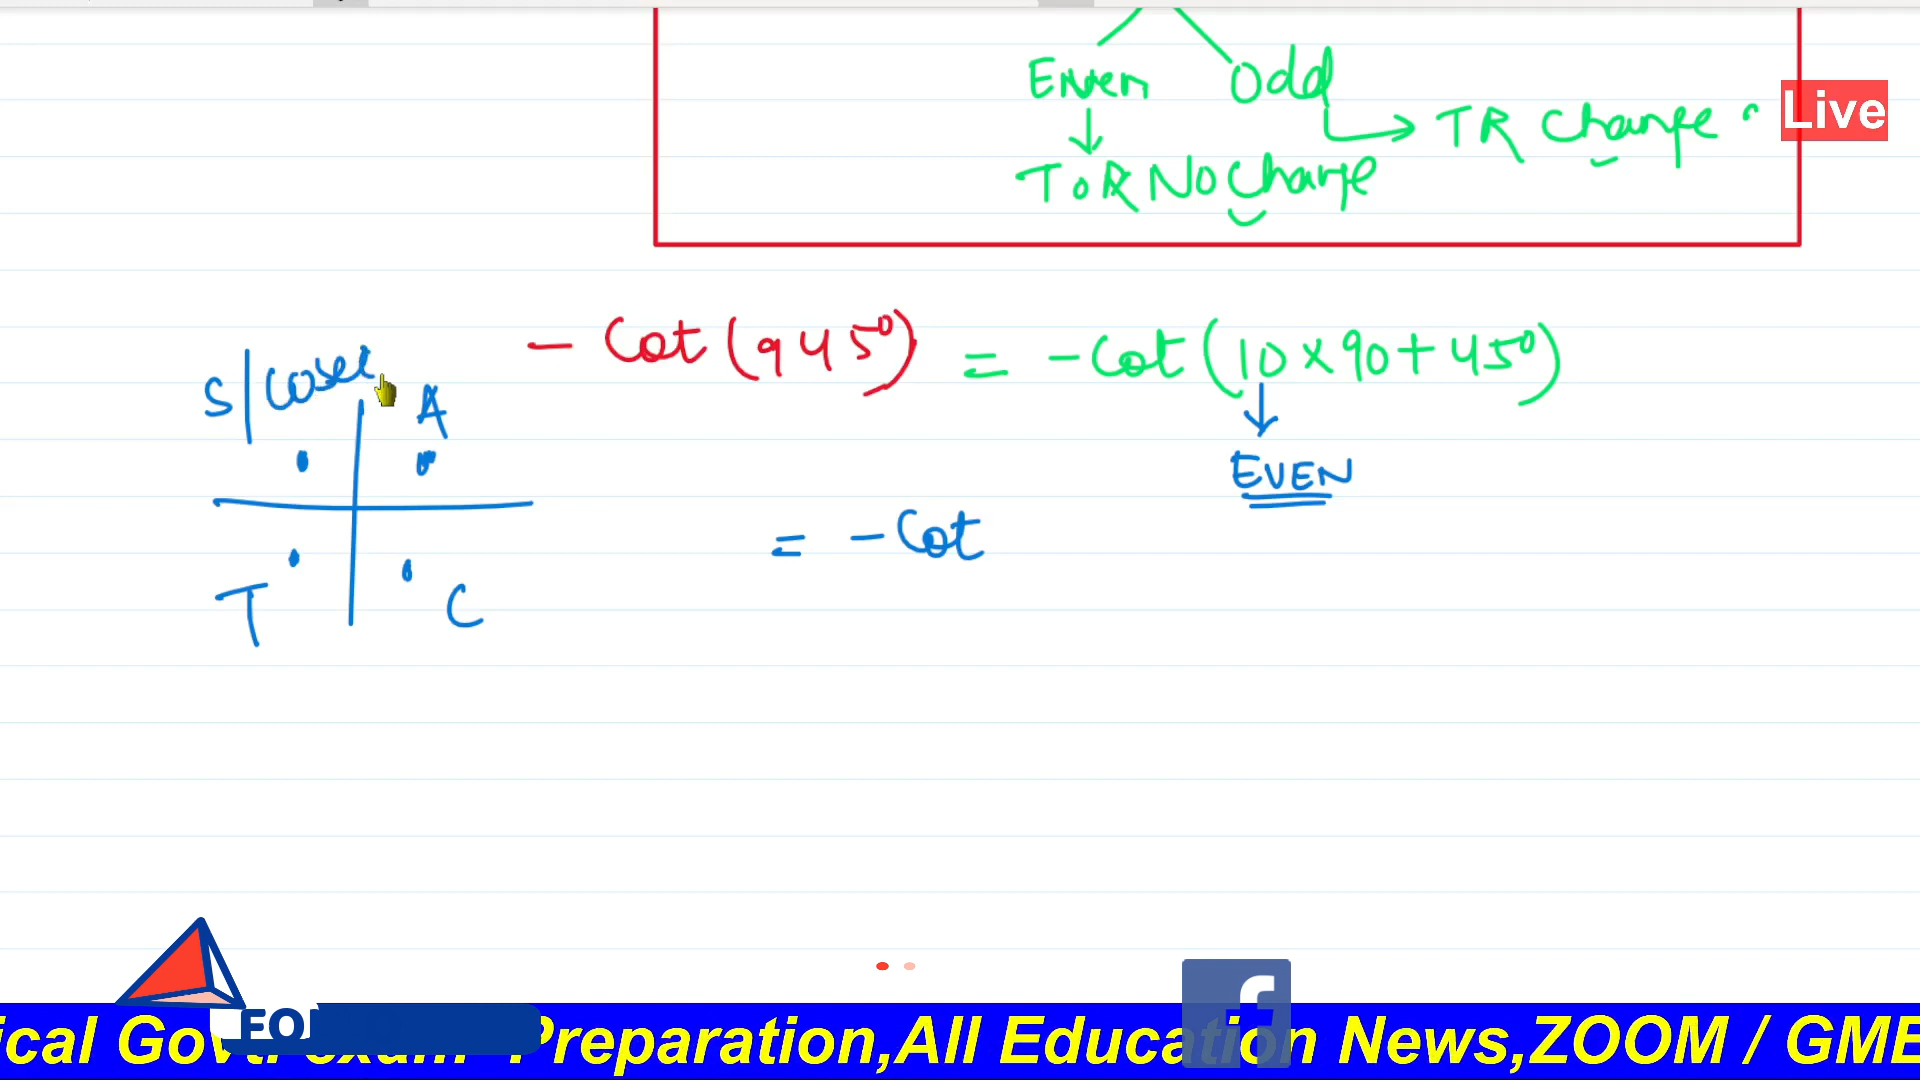 Even Odd
TR Change
Live
T o R No Change
- Cot (945°) = - Cot (10 × 90 + 45°)
S | Cosec A
EVEN
= - Cot
T C
Preparation,All Education News,ZOOM / GME